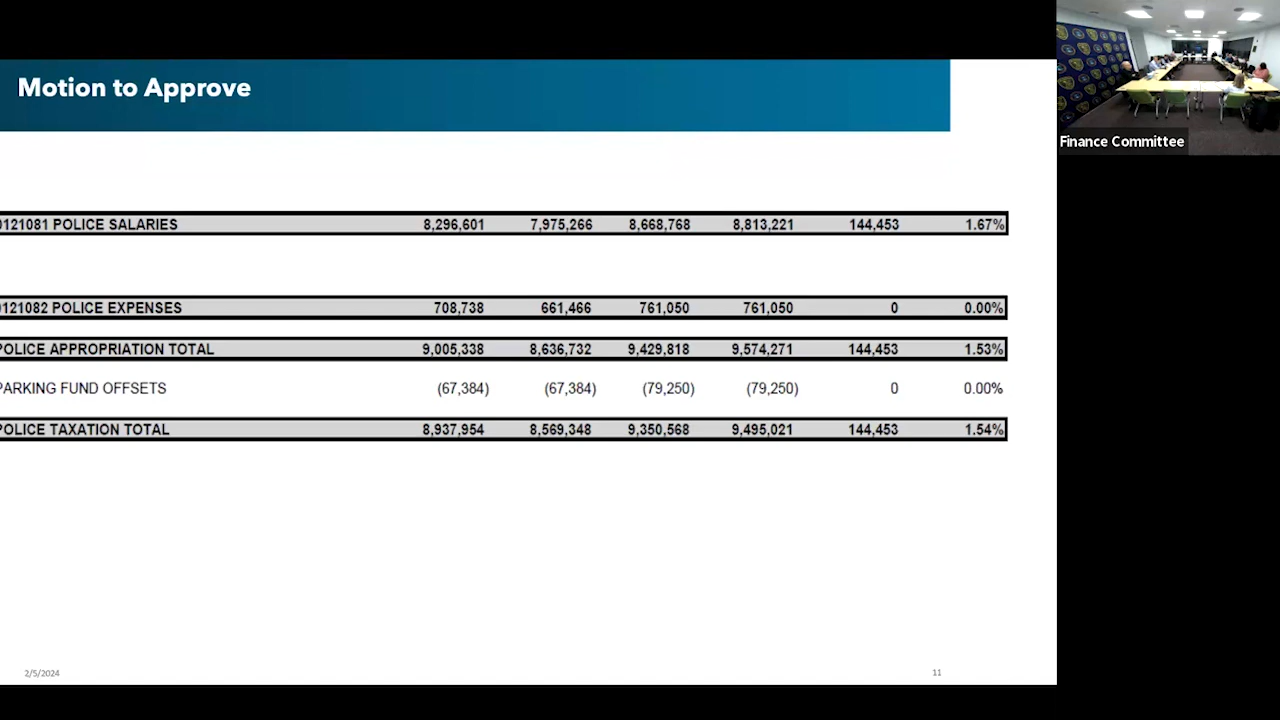 Motion to Approve
Finance Committee
0121081 POLICE SALARIES 8,296,601 7,975,266 8,668,768 8,813,221 144,453 1.67%
0121082 POLICE EXPENSES 708,738 661,466 761,050 761,050 0 0.00%
POLICE APPROPRIATION TOTAL 9,005,338 8,636,732 9,429,818 9,574,271 144,453 1.53%
PARKING FUND OFFSETS (67,384) (67,384) (79,250) (79,250) 0 0.00%
POLICE TAXATION TOTAL 8,937,954 8,569,348 9,350,568 9,495,021 144,453 1.54%
2/5/2024 11